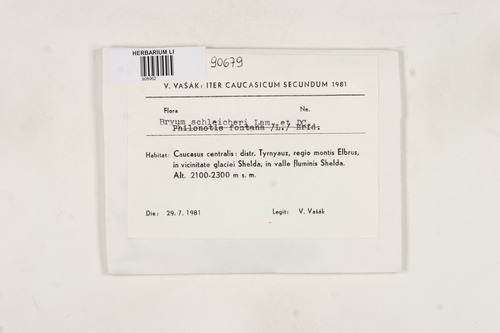 HERBARIUM LI
90679
V. VAŠÁK: ITER CAUCASICUM SECUNDUM 1981
Flora No.
Bryum schleicheri Lam. et DC.
Philonotis fontana /L./ Brid.
Habitat: Caucasus centralis: distr. Tyrnyauz, regio montis Elbrus,
in vicinitate glaciei Shelda, in valle fluminis Shelda.
Alt. 2100-2300 m s. m.
Die: 29. 7. 1981 Legit: V. Vašák